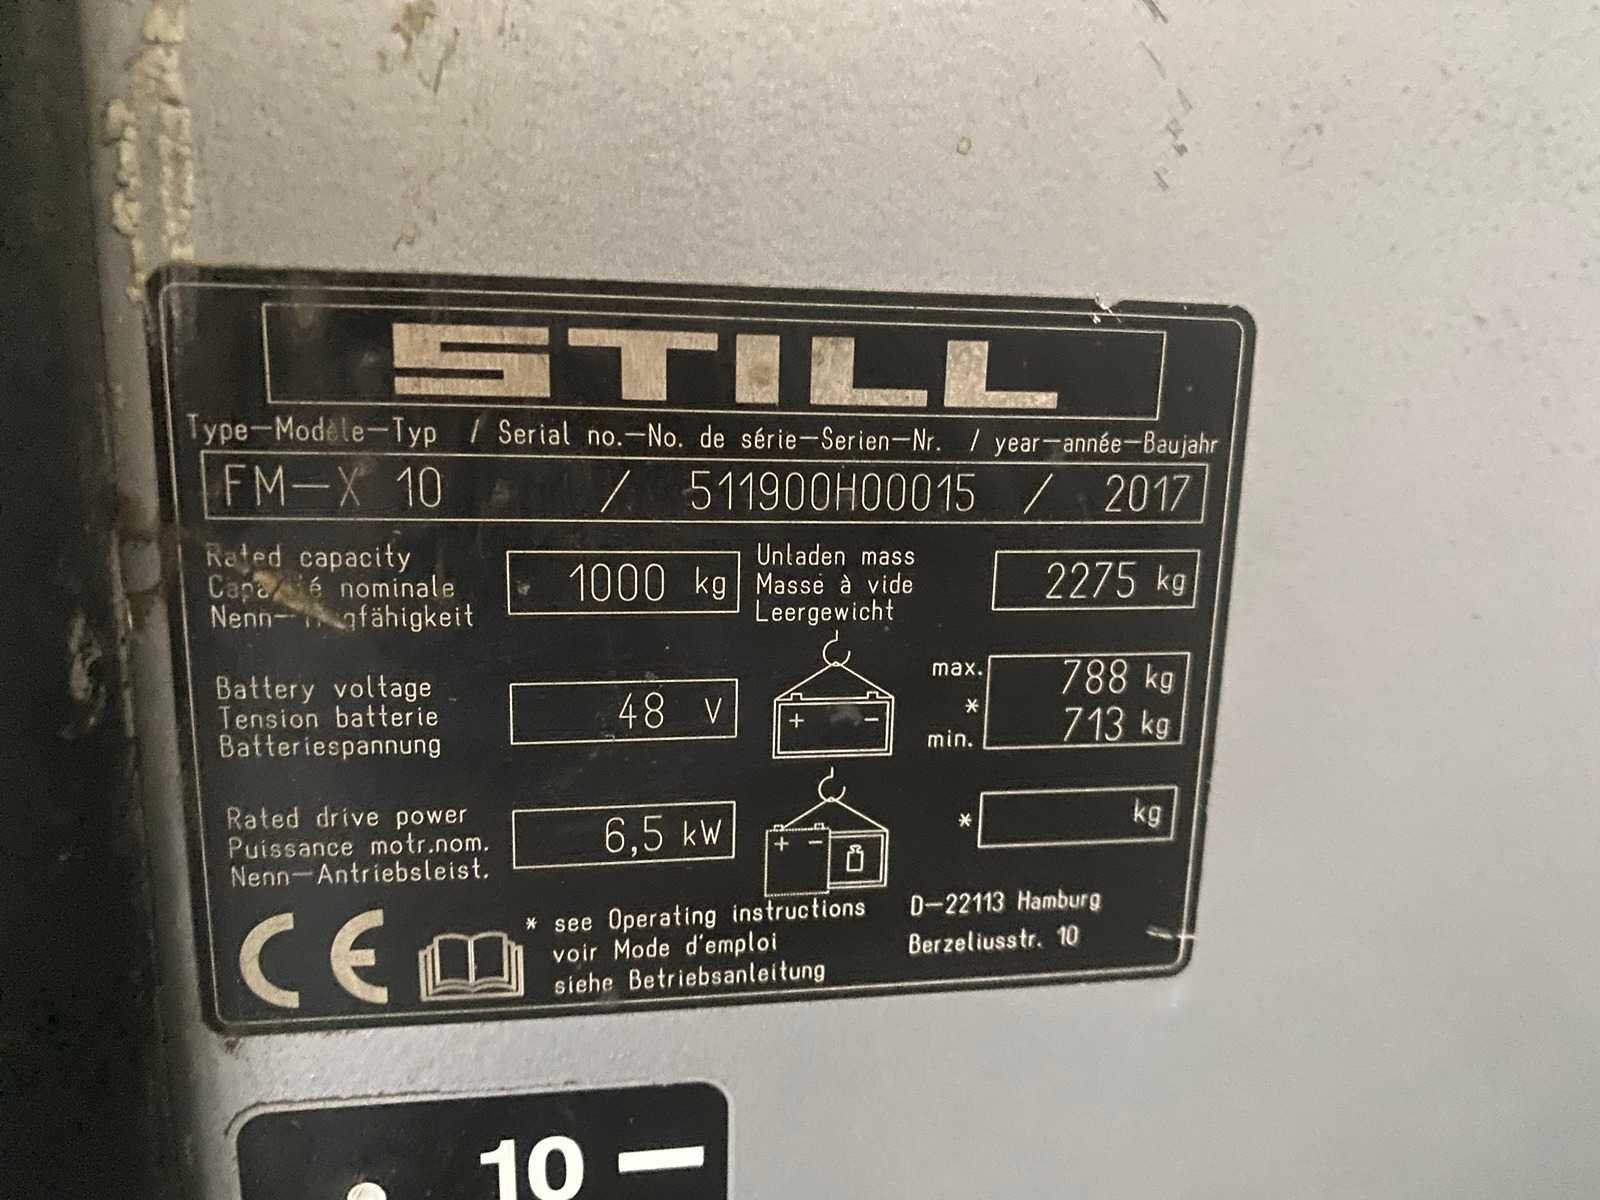 STILL
Type-Modèle-Typ / Serial no.-No. de série-Serien-Nr. / year-année-Baujahr
FM-X 10 / 511900H00015 / 2017
Rated capacity
Capacité nominale
Nenn-
1000 kg
Unladen mass
Masse à vide
Leergewicht
2275 kg
Battery voltage
Tension batterie
Batteriespannung
48 V
+ -
max.
*
min.
788 kg
713 kg
Rated drive power
Puissance motr.nom.
Nenn-Antriebsleist.
6,5 kW
+ -
* kg
CE
* see Operating instructions
voir Mode d'emploi
siehe Betriebsanleitung
D-22113 Hamburg
Berzeliusstr. 10
10